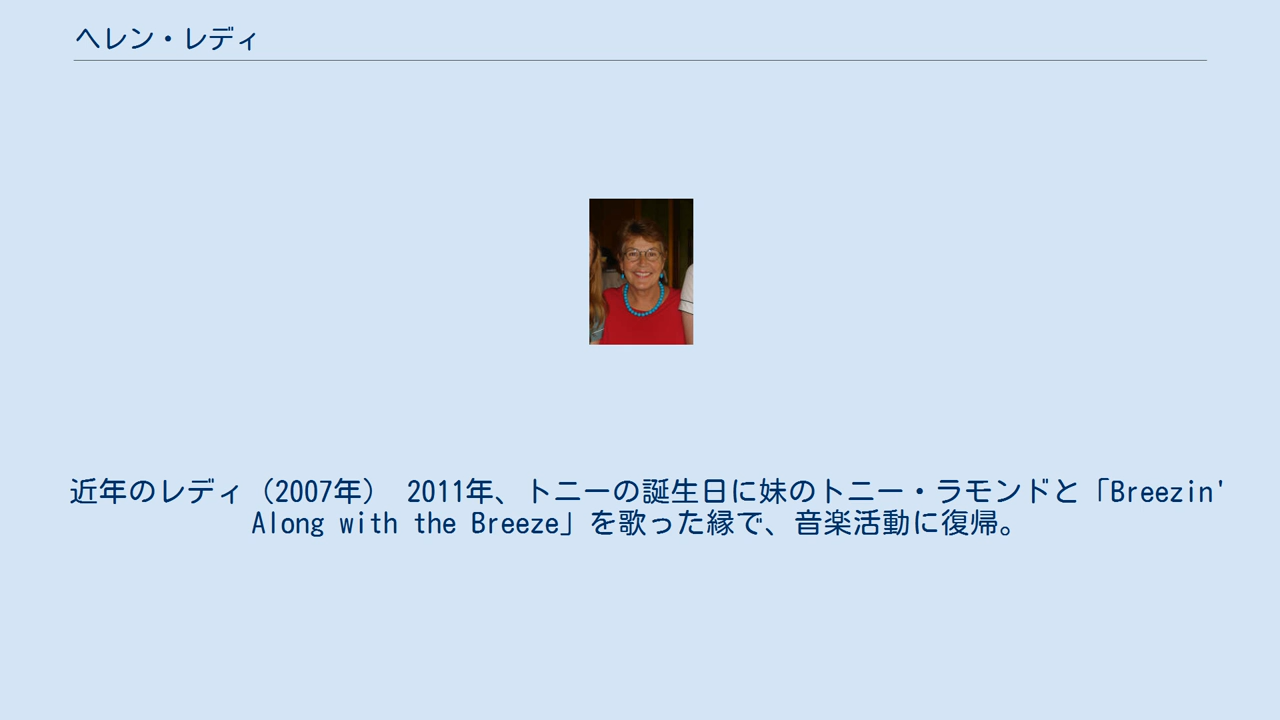 ヘレン・レディ
近年のレディ（2007年） 2011年、トニーの誕生日に妹のトニー・ラモンドと「Breezin'
Along with the Breeze」を歌った縁で、音楽活動に復帰。